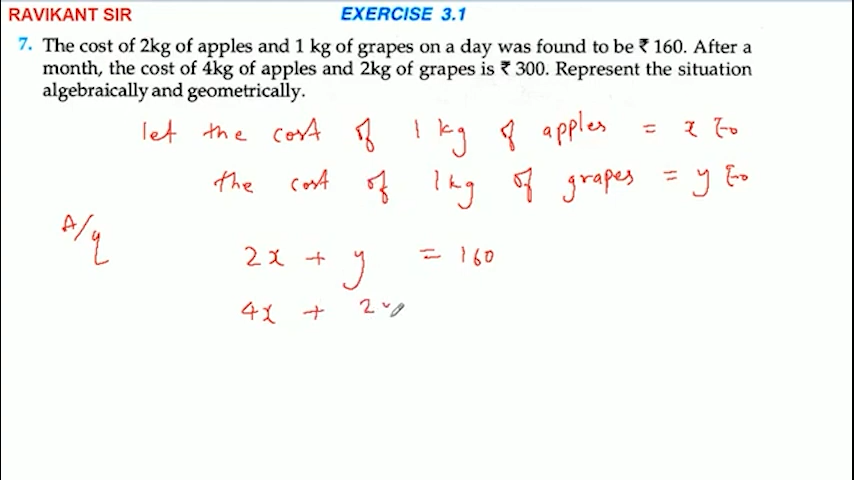 RAVIKANT SIR
EXERCISE 3.1
7. The cost of 2kg of apples and 1 kg of grapes on a day was found to be ₹ 160. After a
month, the cost of 4kg of apples and 2kg of grapes is ₹ 300. Represent the situation
algebraically and geometrically.
let the cost of 1 kg of apples = x
the cost of 1kg of grapes = y
A/q
2x + y = 160
4x + 2